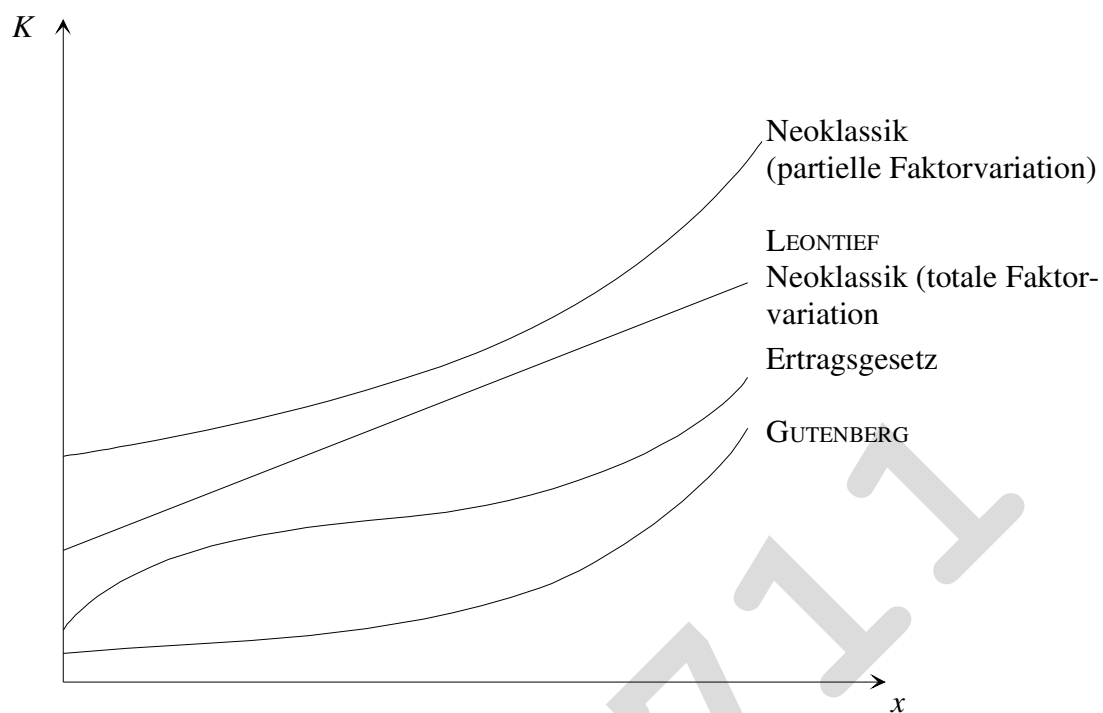 K
Neoklassik
(partielle Faktorvariation)
LEONTIEF
Neoklassik (totale Faktor-
variation
Ertragsgesetz
GUTENBERG
x